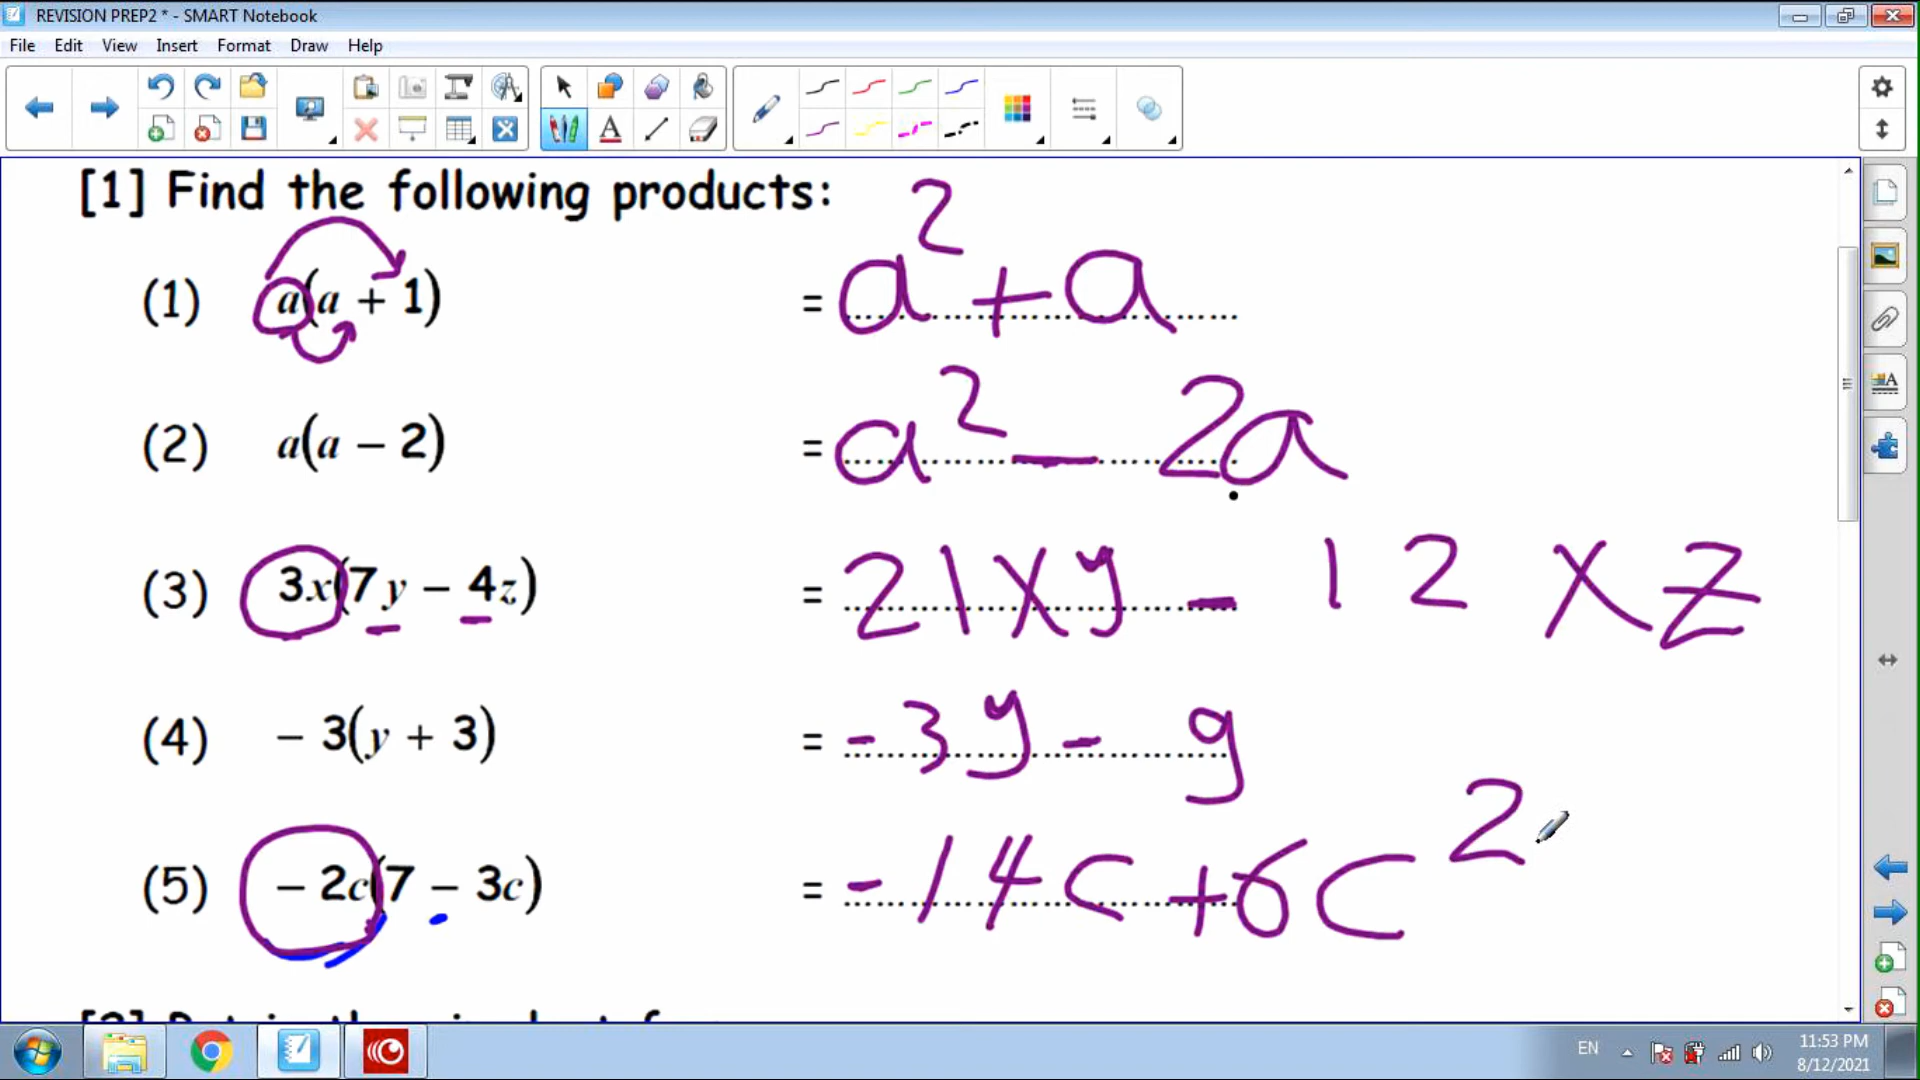 REVISION PREP2 * - SMART Notebook
File Edit View Insert Format Draw Help
[1] Find the following products:
(1) a(a + 1) = a² + a
(2) a(a − 2) = a² − 2a
(3) 3x(7y − 4z) = 21xy − 12xz
(4) − 3(y + 3) = −3y − 9
(5) − 2c(7 − 3c) = −14c + 6c²
EN
11:53 PM
8/12/2021